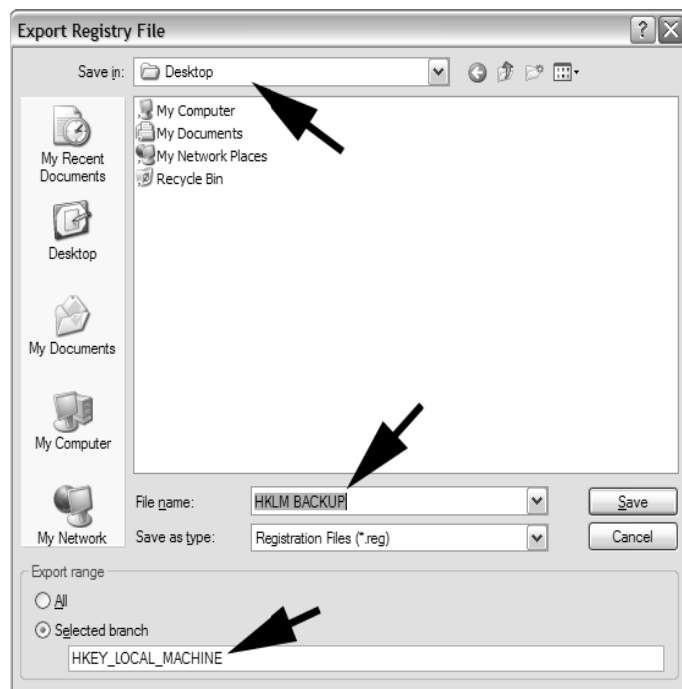 Export Registry File
?
X
Save in: Desktop
My Computer
My Documents
My Network Places
Recycle Bin
My Recent
Documents
Desktop
My Documents
My Computer
My Network
File name: HKLM BACKUP
Save
Save as type: Registration Files (*.reg)
Cancel
Export range
All
Selected branch
HKEY_LOCAL_MACHINE